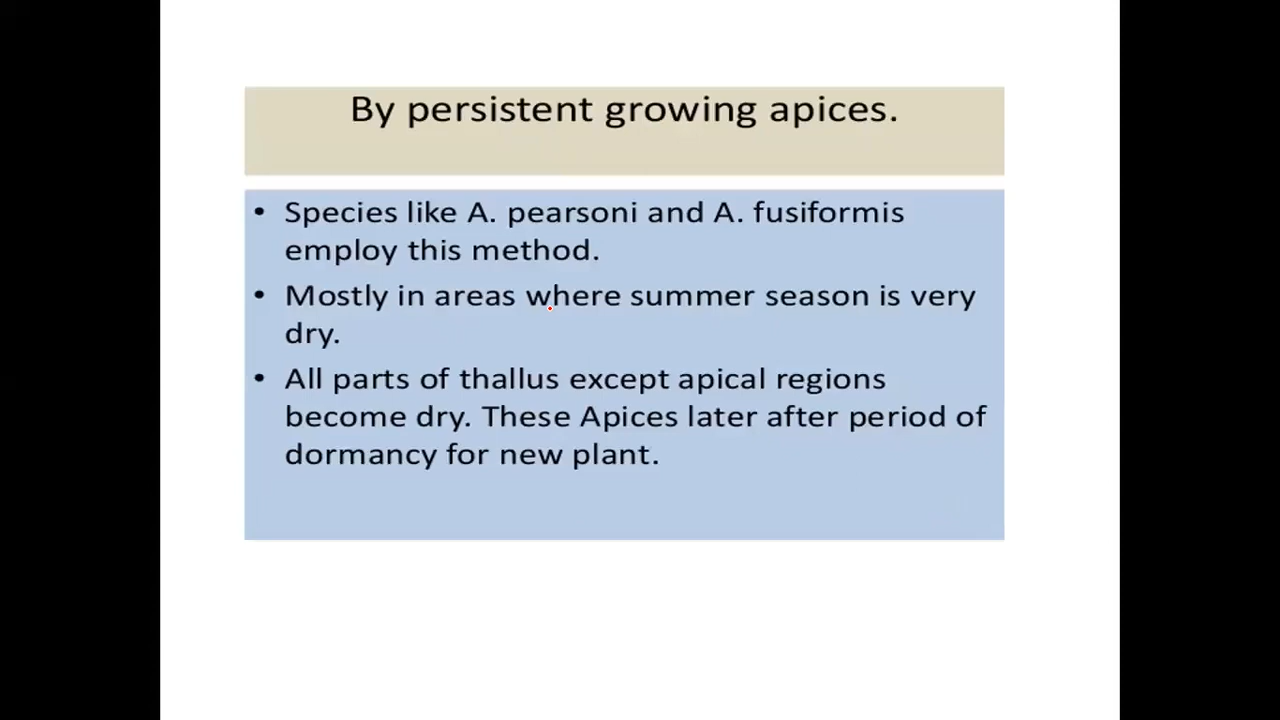 By persistent growing apices.
• Species like A. pearsoni and A. fusiformis
employ this method.
• Mostly in areas where summer season is very
dry.
• All parts of thallus except apical regions
become dry. These Apices later after period of
dormancy for new plant.